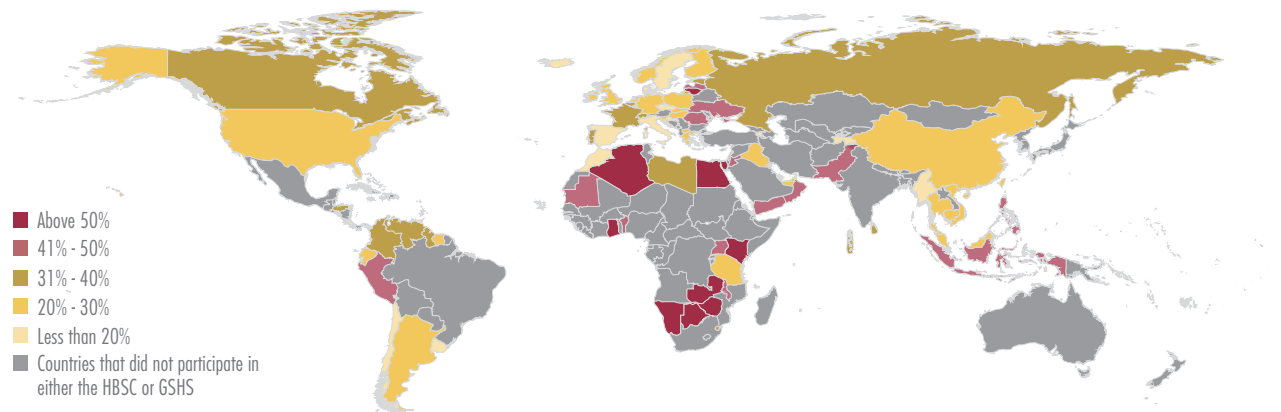 Above 50%
41% - 50%
31% - 40%
20% - 30%
Less than 20%
Countries that did not participate in
either the HBSC or GSHS